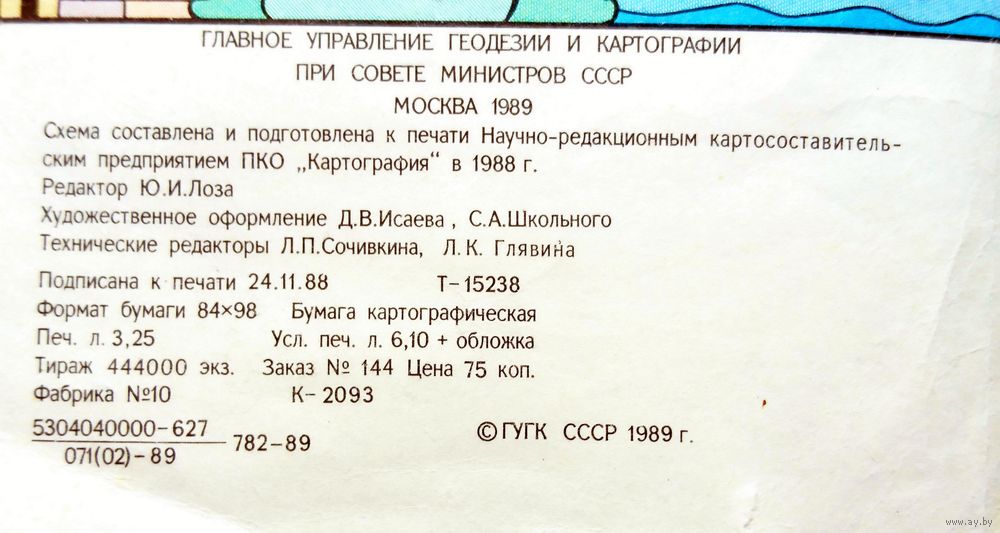 ГЛАВНОЕ УПРАВЛЕНИЕ ГЕОДЕЗИИ И КАРТОГРАФИИ
ПРИ СОВЕТЕ МИНИСТРОВ СССР
МОСКВА 1989
Схема составлена и подготовлена к печати Научно-редакционным картосоставитель-
ским предприятием ПКО „Картография“ в 1988 г.
Редактор Ю.И.Лоза
Художественное оформление Д.В.Исаева, С.А.Школьного
Технические редакторы Л.П.Сочивкина, Л.К. Глявина
Подписана к печати 24.11.88 Т-15238
Формат бумаги 84×98 Бумага картографическая
Печ. л. 3,25 Усл. печ. л. 6,10 + обложка
Тираж 444000 экз. Заказ № 144 Цена 75 коп.
Фабрика №10 К-2093
5304040000-627
071(02)-89
782-89
© ГУГК СССР 1989 г.
www.ay.by